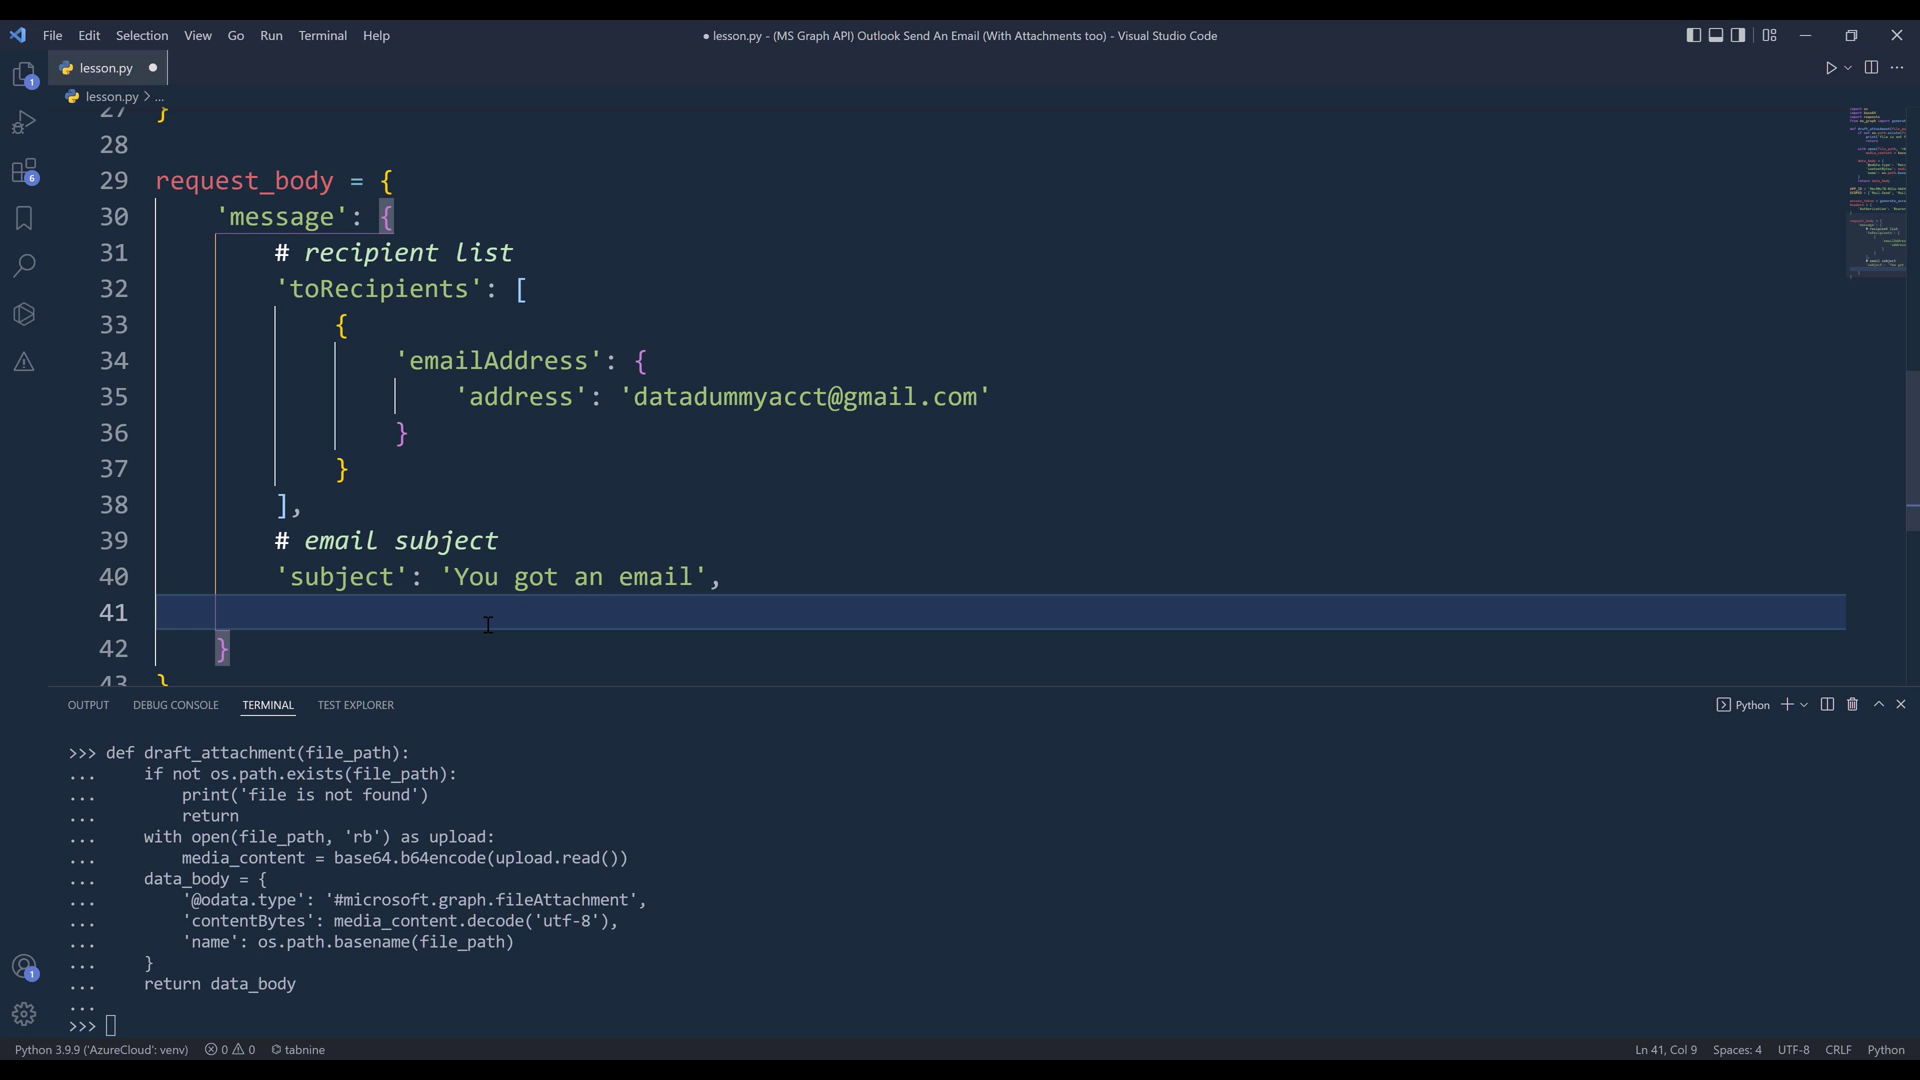 File Edit Selection View Go Run Terminal Help
● lesson.py - (MS Graph API) Outlook Send An Email (With Attachments too) - Visual Studio Code
lesson.py ●
lesson.py > ...
27 }
28
29 request_body = {
30 'message': {
31 # recipient list
32 'toRecipients': [
33 {
34 'emailAddress': {
35 'address': 'datadummyacct@gmail.com'
36 }
37 }
38 ],
39 # email subject
40 'subject': 'You got an email',
41
42 }
43 }
OUTPUT DEBUG CONSOLE TERMINAL TEST EXPLORER
Python
>>> def draft_attachment(file_path):
... if not os.path.exists(file_path):
... print('file is not found')
... return
... with open(file_path, 'rb') as upload:
... media_content = base64.b64encode(upload.read())
... data_body = {
... '@odata.type': '#microsoft.graph.fileAttachment',
... 'contentBytes': media_content.decode('utf-8'),
... 'name': os.path.basename(file_path)
... }
... return data_body
...
>>>
1
6
1
Python 3.9.9 ('AzureCloud': venv) 0 0 tabnine
Ln 41, Col 9 Spaces: 4 UTF-8 CRLF Python